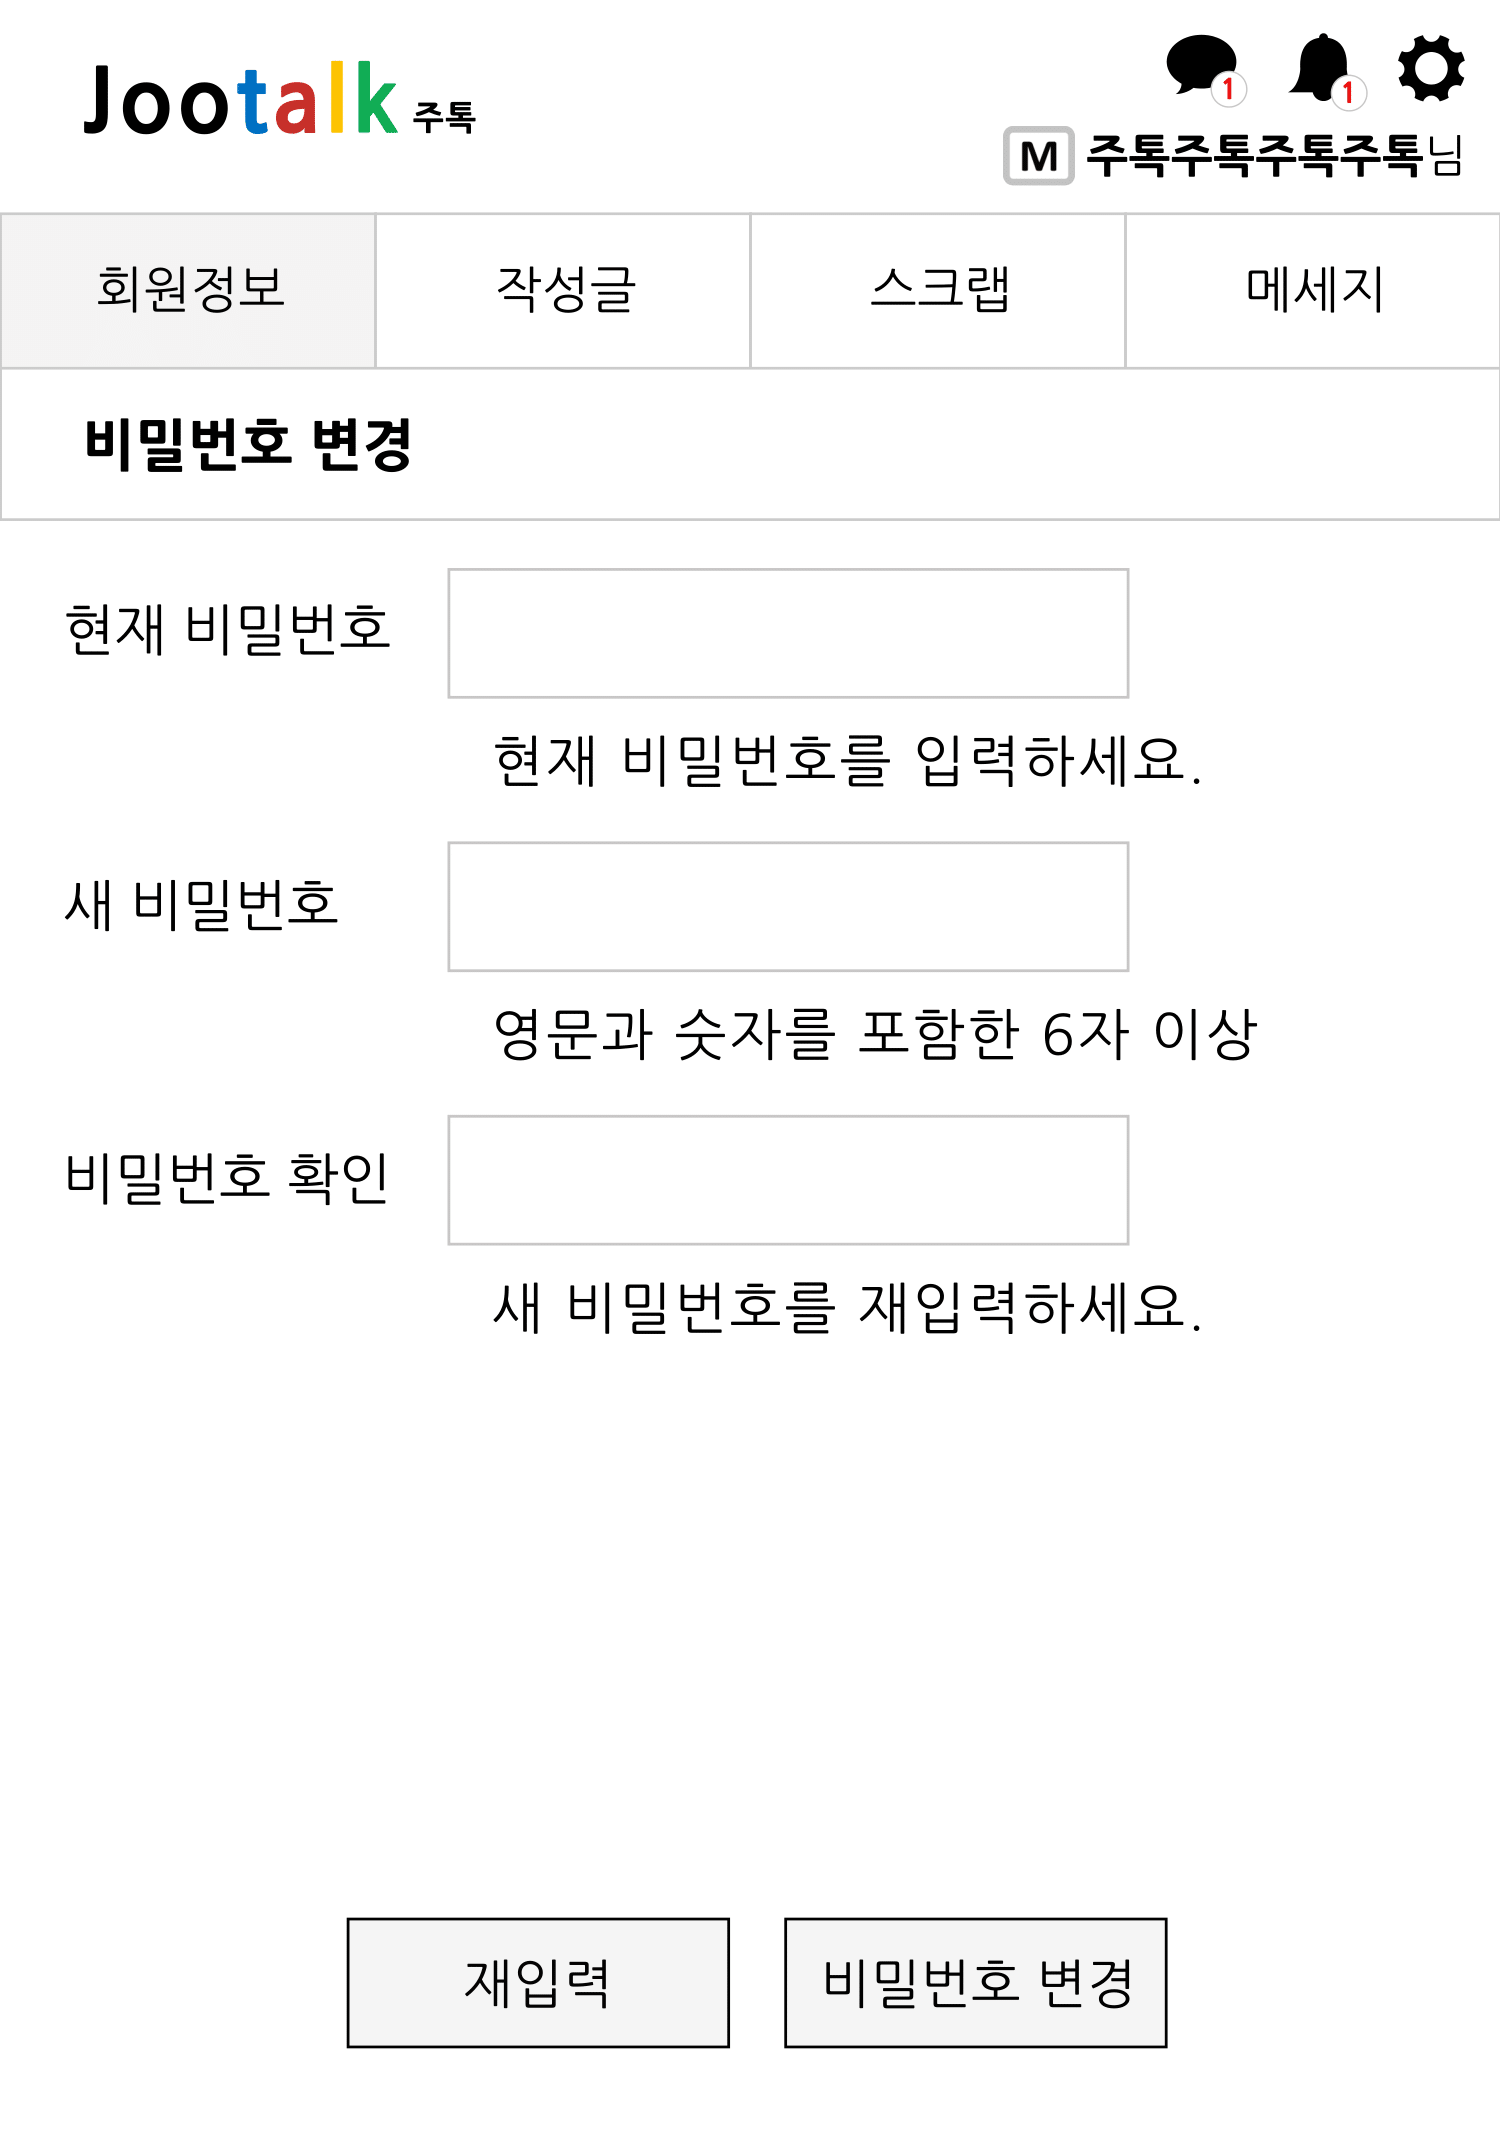 Jootalk 주톡
1 1
M 주톡주톡주톡주톡님
회원정보 작성글 스크랩 메세지
비밀번호 변경
현재 비밀번호
현재 비밀번호를 입력하세요.
새 비밀번호
영문과 숫자를 포함한 6자 이상
비밀번호 확인
새 비밀번호를 재입력하세요.
재입력 비밀번호 변경